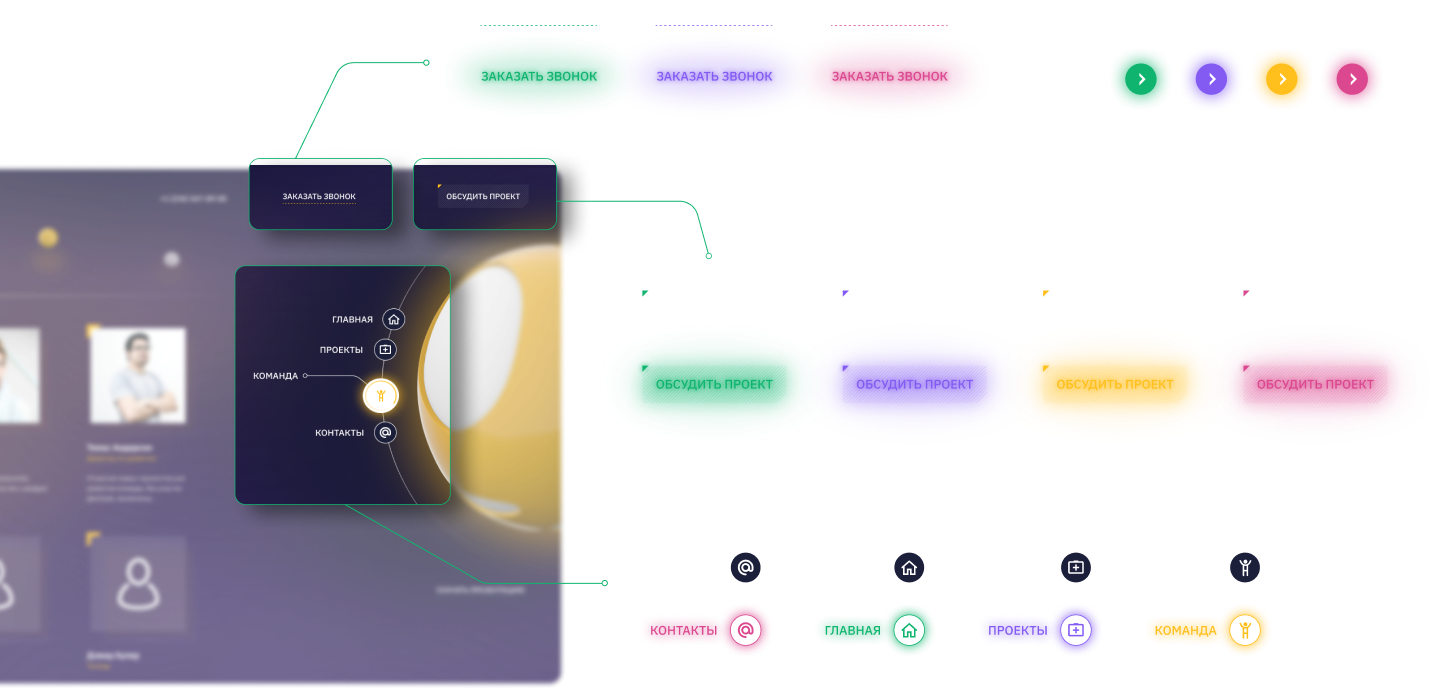 ЗАКАЗАТЬ ЗВОНОК ЗАКАЗАТЬ ЗВОНОК ЗАКАЗАТЬ ЗВОНОК
ЗАКАЗАТЬ ЗВОНОК
ОБСУДИТЬ ПРОЕКТ
ГЛАВНАЯ
ПРОЕКТЫ
КОМАНДА
КОНТАКТЫ
ОБСУДИТЬ ПРОЕКТ ОБСУДИТЬ ПРОЕКТ ОБСУДИТЬ ПРОЕКТ ОБСУДИТЬ ПРОЕКТ
КОНТАКТЫ ГЛАВНАЯ ПРОЕКТЫ КОМАНДА